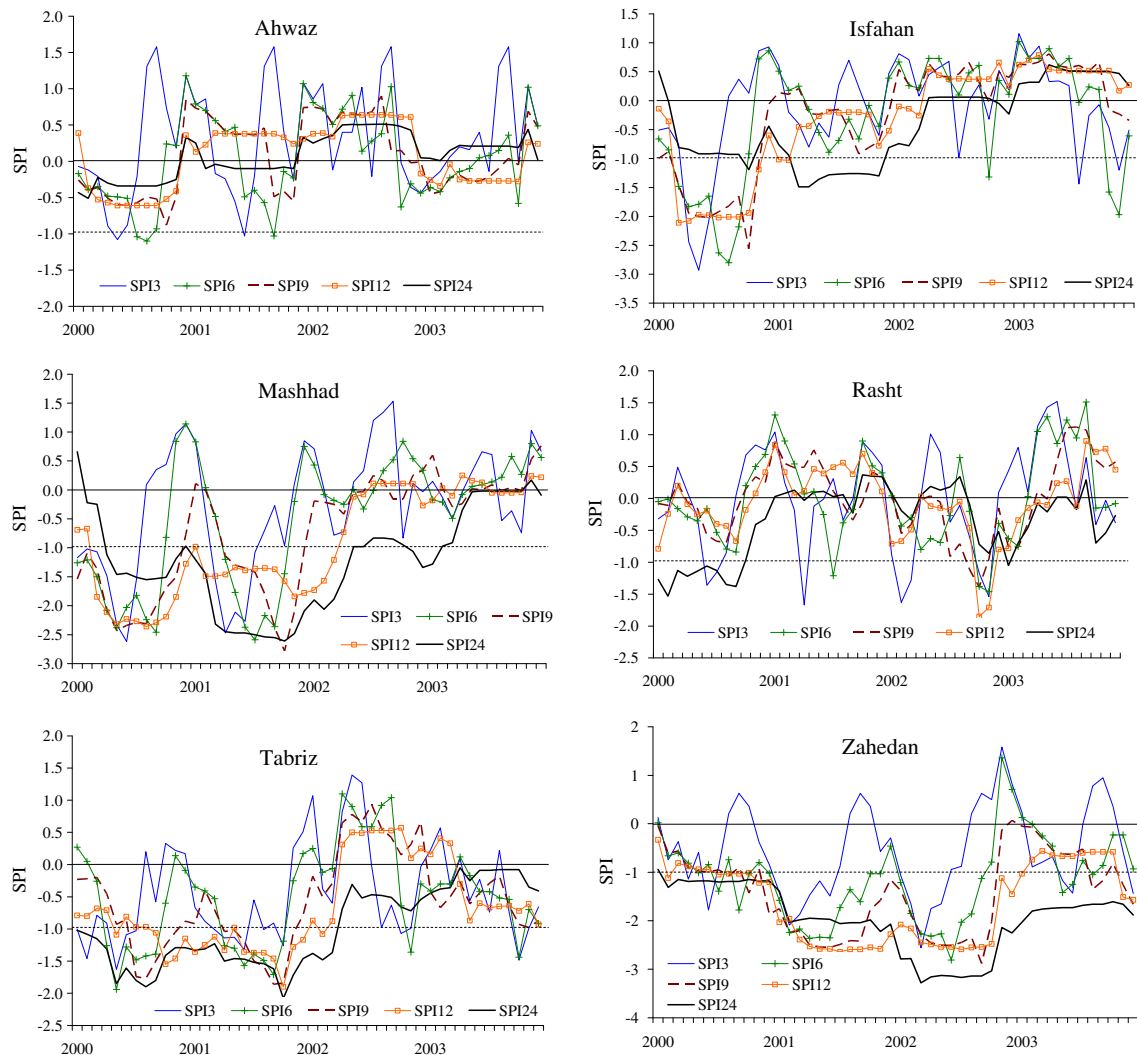 Ahwaz
SPI
2.0
1.5
1.0
0.5
0.0
-0.5
-1.0
-1.5
-2.0
SPI3 SPI6 SPI9 SPI12 SPI24
2000 2001 2002 2003
Isfahan
SPI
1.5
1.0
0.5
0.0
-0.5
-1.0
-1.5
-2.0
-2.5
-3.0
-3.5
SPI3 SPI6 SPI9 SPI12 SPI24
2000 2001 2002 2003
Mashhad
SPI
2.0
1.5
1.0
0.5
0.0
-0.5
-1.0
-1.5
-2.0
-2.5
-3.0
SPI3 SPI6 SPI9
SPI12 SPI24
2000 2001 2002 2003
Rasht
SPI
2.0
1.5
1.0
0.5
0.0
-0.5
-1.0
-1.5
-2.0
-2.5
SPI3 SPI6 SPI9 SPI12 SPI24
2000 2001 2002 2003
Tabriz
SPI
2.0
1.5
1.0
0.5
0.0
-0.5
-1.0
-1.5
-2.0
-2.5
SPI3 SPI6 SPI9 SPI12 SPI24
2000 2001 2002 2003
Zahedan
SPI
2
1
0
-1
-2
-3
-4
SPI3 SPI6
SPI9 SPI12
SPI24
2000 2001 2002 2003